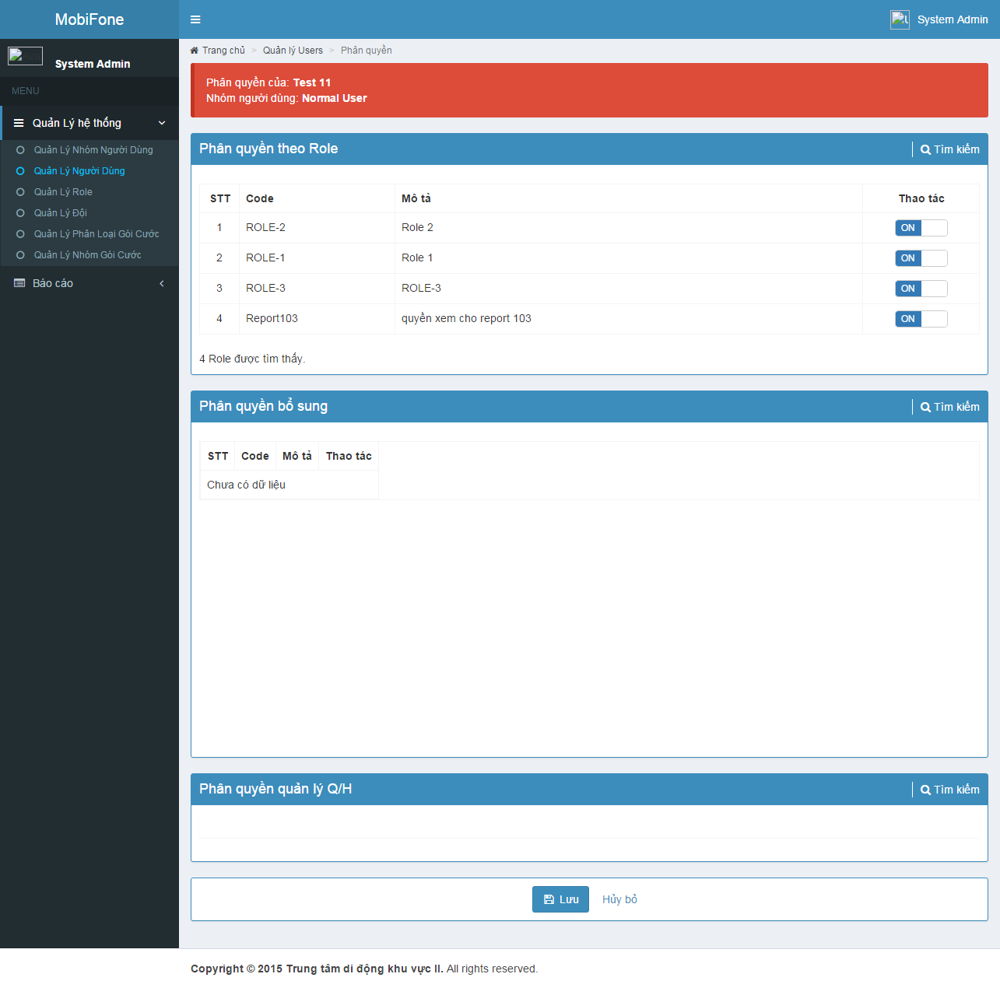 MobiFone
System Admin
System Admin
MENU
Quản Lý hệ thống
Quản Lý Nhóm Người Dùng
Quản Lý Người Dùng
Quản Lý Role
Quản Lý Đội
Quản Lý Phân Loại Gói Cước
Quản Lý Nhóm Gói Cước
Báo cáo
Trang chủ > Quản lý Users > Phân quyền
Phân quyền của: Test 11
Nhóm người dùng: Normal User
Phân quyền theo Role Tìm kiếm
STT Code Mô tả Thao tác
1 ROLE-2 Role 2 ON
2 ROLE-1 Role 1 ON
3 ROLE-3 ROLE-3 ON
4 Report103 quyền xem cho report 103 ON
4 Role được tìm thấy.
Phân quyền bổ sung Tìm kiếm
STT Code Mô tả Thao tác
Chưa có dữ liệu
Phân quyền quản lý Q/H Tìm kiếm
Lưu Hủy bỏ
Copyright © 2015 Trung tâm di động khu vực II. All rights reserved.